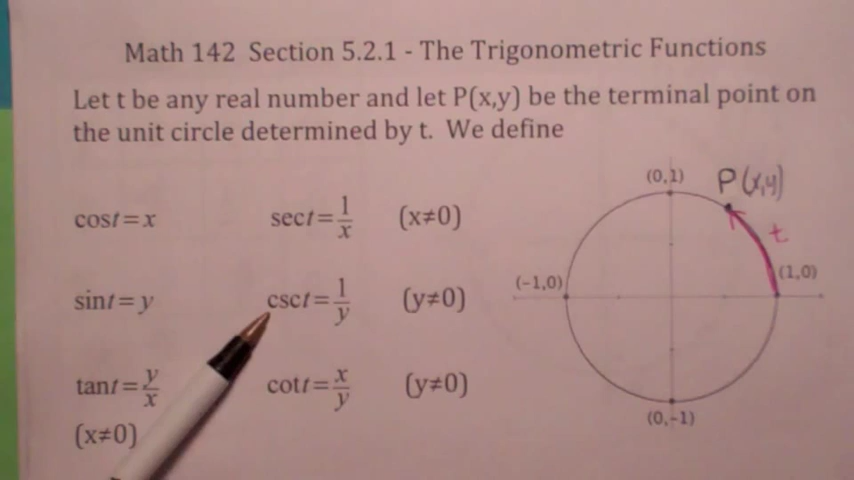 Math 142 Section 5.2.1 - The Trigonometric Functions
Let t be any real number and let P(x,y) be the terminal point on
the unit circle determined by t. We define
cost=x sect=1/x (x≠0)
sint=y csct=1/y (y≠0)
tant=y/x cott=x/y (y≠0)
(x≠0)
(0,1) P(x,y)
t
(-1,0) (1,0)
(0,-1)